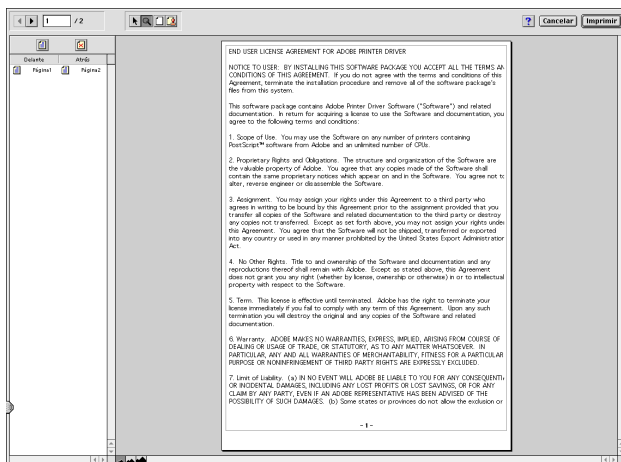 1 / 2
? Cancelar Imprimir
Delante Atrás
Página1 Página2
END USER LICENSE AGREEMENT FOR ADOBE PRINTER DRIVER
NOTICE TO USER: BY INSTALLING THIS SOFTWARE PACKAGE YOU ACCEPT ALL THE TERMS AN
CONDITIONS OF THIS AGREEMENT. If you do not agree with the terms and conditions of this
Agreement, terminate the installation procedure and remove all of the software package's
files from this system.
This software package contains Adobe Printer Driver Software ("Software") and related
documentation. In return for acquiring a license to use the Software and documentation, you
agree to the following terms and conditions:
1. Scope of Use. You may use the Software on any number of printers containing
PostScript™ software from Adobe and an unlimited number of CPUs.
2. Proprietary Rights and Obligations. The structure and organization of the Software are
the valuable property of Adobe. You agree that any copies made of the Software shall
contain the same proprietary notices which appear on and in the Software. You agree not to
alter, reverse engineer or disassemble the Software.
3. Assignment. You may assign your rights under this Agreement to a third party who
agrees in writing to be bound by this Agreement prior to the assignment provided that you
transfer all copies of the Software and related documentation to the third party or destroy
any copies not transferred. Except as set forth above, you may not assign your rights under
this Agreement. You agree that the Software will not be shipped, transferred or exported
into any country or used in any manner prohibited by the United States Export Administration
Act.
4. No Other Rights. Title to and ownership of the Software and documentation and any
reproductions thereof shall remain with Adobe. Except as stated above, this Agreement
does not grant you any right (whether by license, ownership or otherwise) in or to intellectual
property with respect to the Software.
5. Term. This license is effective until terminated. Adobe has the right to terminate your
license immediately if you fail to comply with any term of this Agreement. Upon any such
termination you will destroy the original and any copies of the Software and related
documentation.
6. Warranty. ADOBE MAKES NO WARRANTIES, EXPRESS, IMPLIED, ARISING FROM COURSE OF
DEALING OR USAGE OF TRADE, OR STATUTORY, AS TO ANY MATTER WHATSOEVER. IN
PARTICULAR, ANY AND ALL WARRANTIES OF MERCHANTABILITY, FITNESS FOR A PARTICULAR
PURPOSE OR NONINFRINGEMENT OF THIRD PARTY RIGHTS ARE EXPRESSLY EXCLUDED.
7. Limit of Liability. (a) IN NO EVENT WILL ADOBE BE LIABLE TO YOU FOR ANY CONSEQUENTI
OR INCIDENTAL DAMAGES, INCLUDING ANY LOST PROFITS OR LOST SAVINGS, OR FOR ANY
CLAIM BY ANY PARTY, EVEN IF AN ADOBE REPRESENTATIVE HAS BEEN ADVISED OF THE
POSSIBILITY OF SUCH DAMAGES. (b) Some states or provinces do not allow the exclusion or
- 1 -